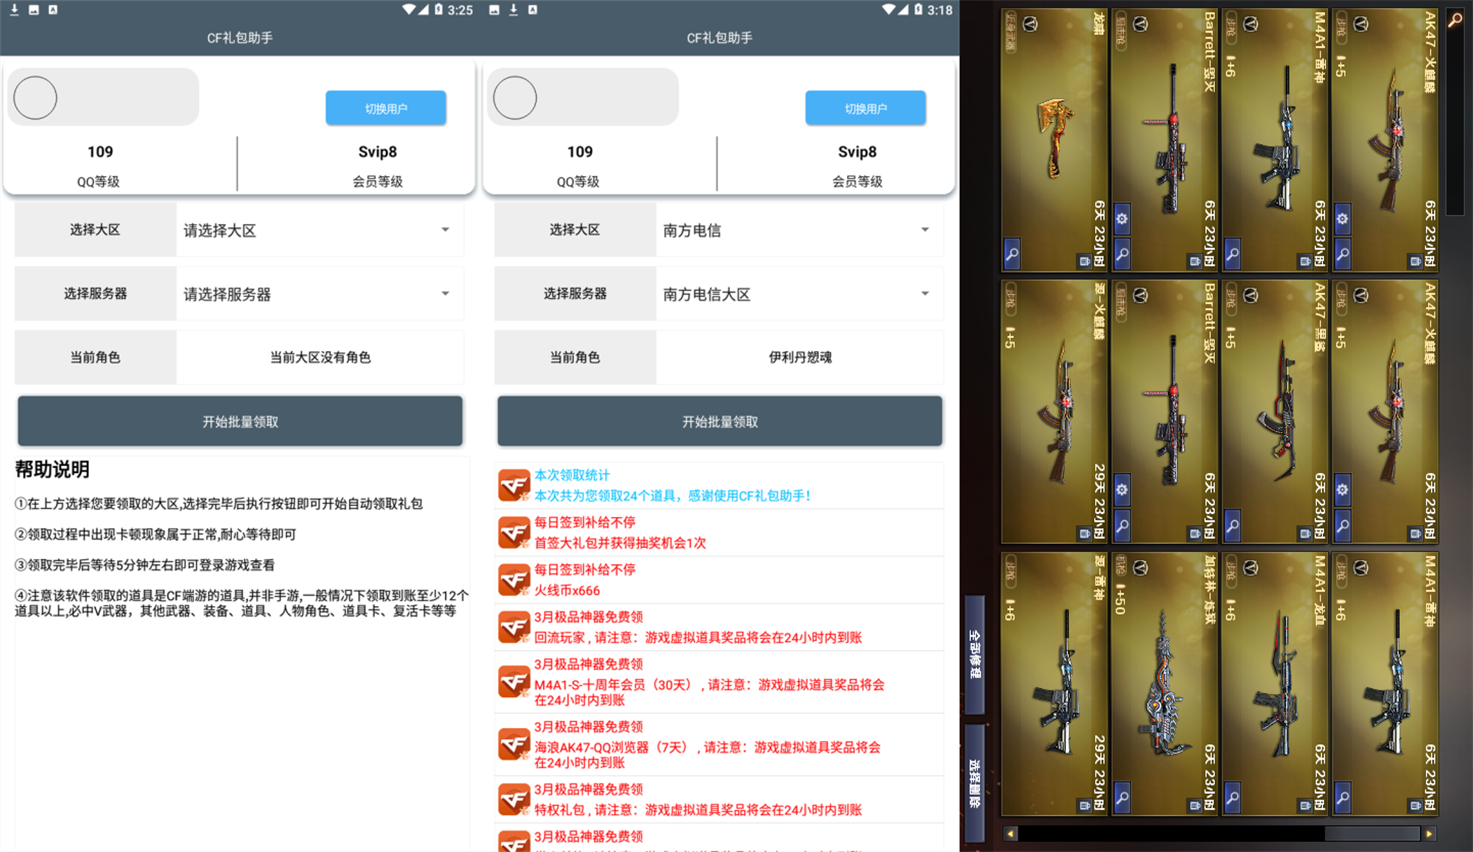 3:25
CF礼包助手
切换用户
109
Svip8
QQ等级
会员等级
选择大区
请选择大区
选择服务器
请选择服务器
当前角色
当前大区没有角色
开始批量领取
帮助说明
①在上方选择您要领取的大区,选择完毕后执行按钮即可开始自动领取礼包
②领取过程中出现卡顿现象属于正常,耐心等待即可
③领取完毕后等待5分钟左右即可登录游戏查看
④注意该软件领取的道具是CF端游的道具,并非手游,一般情况下领取到账至少12个
道具以上,必中V武器，其他武器、装备、道具、人物角色、道具卡、复活卡等等
3:18
CF礼包助手
切换用户
109
Svip8
QQ等级
会员等级
选择大区
南方电信
选择服务器
南方电信大区
当前角色
伊利丹愬魂
开始批量领取
本次领取统计
本次共为您领取24个道具，感谢使用CF礼包助手!
每日签到补给不停
首签大礼包并获得抽奖机会1次
每日签到补给不停
火线币x666
3月极品神器免费领
回流玩家 , 请注意：游戏虚拟道具奖品将会在24小时内到账
3月极品神器免费领
M4A1-S-十周年会员（30天） , 请注意：游戏虚拟道具奖品将会
在24小时内到账
3月极品神器免费领
海浪AK47-QQ浏览器（7天） , 请注意：游戏虚拟道具奖品将会
在24小时内到账
3月极品神器免费领
特权礼包 , 请注意：游戏虚拟道具奖品将会在24小时内到账
3月极品神器免费领
AK47-火麒麟
步枪
+5
6天 23小时
AK47-火麒麟
步枪
+5
6天 23小时
M4A1-雷神
步枪
+6
6天 23小时
M4A1-雷神
步枪
+6
6天 23小时
AK47-黑鲨
步枪
+5
6天 23小时
M4A1-龙血
步枪
+6
6天 23小时
Barrett-毁灭
狙击枪
6天 23小时
Barrett-毁灭
狙击枪
6天 23小时
加特林-炼狱
机枪
+50
6天 23小时
龙啸
近身武器
6天 23小时
源-火麒麟
步枪
+5
29天 23小时
源-雷神
步枪
+6
29天 23小时
全部修理
选择删除